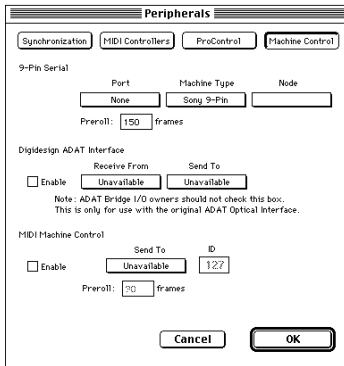 Peripherals
Synchronization MIDI Controllers ProControl Machine Control
9-Pin Serial
Port Machine Type Node
None Sony 9-Pin
Preroll: 150 frames
Digidesign ADAT Interface
Receive From Send To
Enable Unavailable Unavailable
Note: ADAT Bridge I/O owners should not check this box.
This is only for use with the original ADAT Optical Interface.
MIDI Machine Control
Send To ID
Enable Unavailable 127
Preroll: 90 frames
Cancel OK